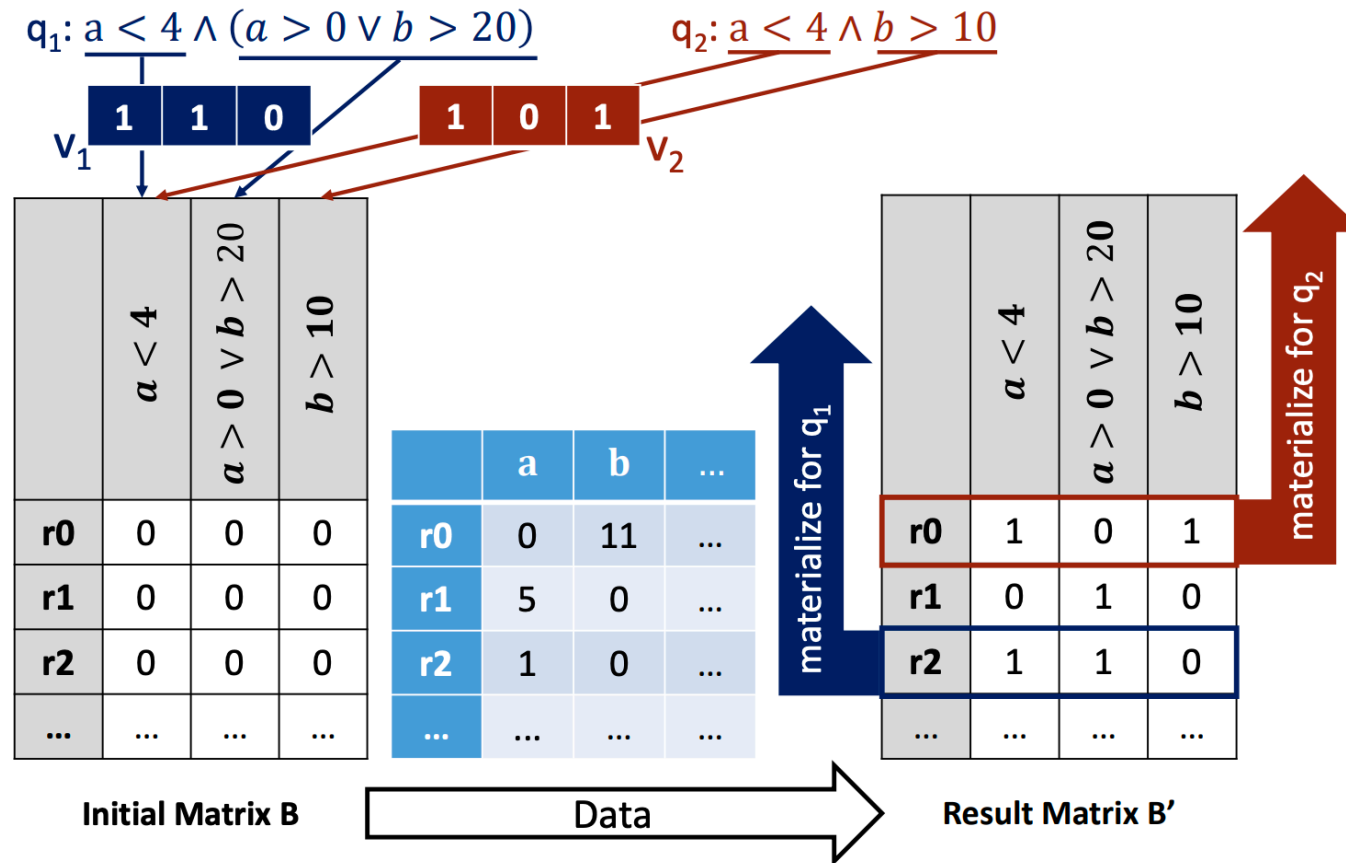 q₁: a < 4 ∧ (a > 0 ∨ b > 20)
q₂: a < 4 ∧ b > 10
1 1 0
v₁
1 0 1
v₂
a < 4
a > 0 ∨ b > 20
b > 10
r0 0 0 0
r1 0 0 0
r2 0 0 0
... ... ... ...
Initial Matrix B
a b ...
r0 0 11 ...
r1 5 0 ...
r2 1 0 ...
... ... ... ...
Data
materialize for q₁
a < 4
a > 0 ∨ b > 20
b > 10
r0 1 0 1
r1 0 1 0
r2 1 1 0
... ... ... ...
Result Matrix B’
materialize for q₂